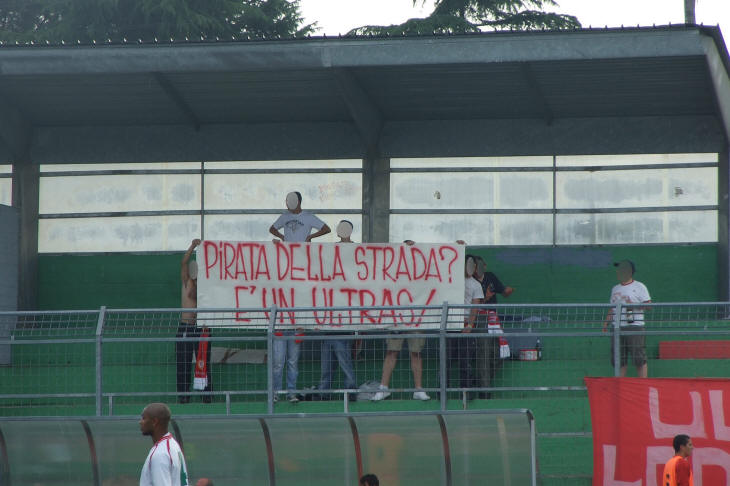 PIRATA DELLA STRADA?
E' UN ULTRAS!